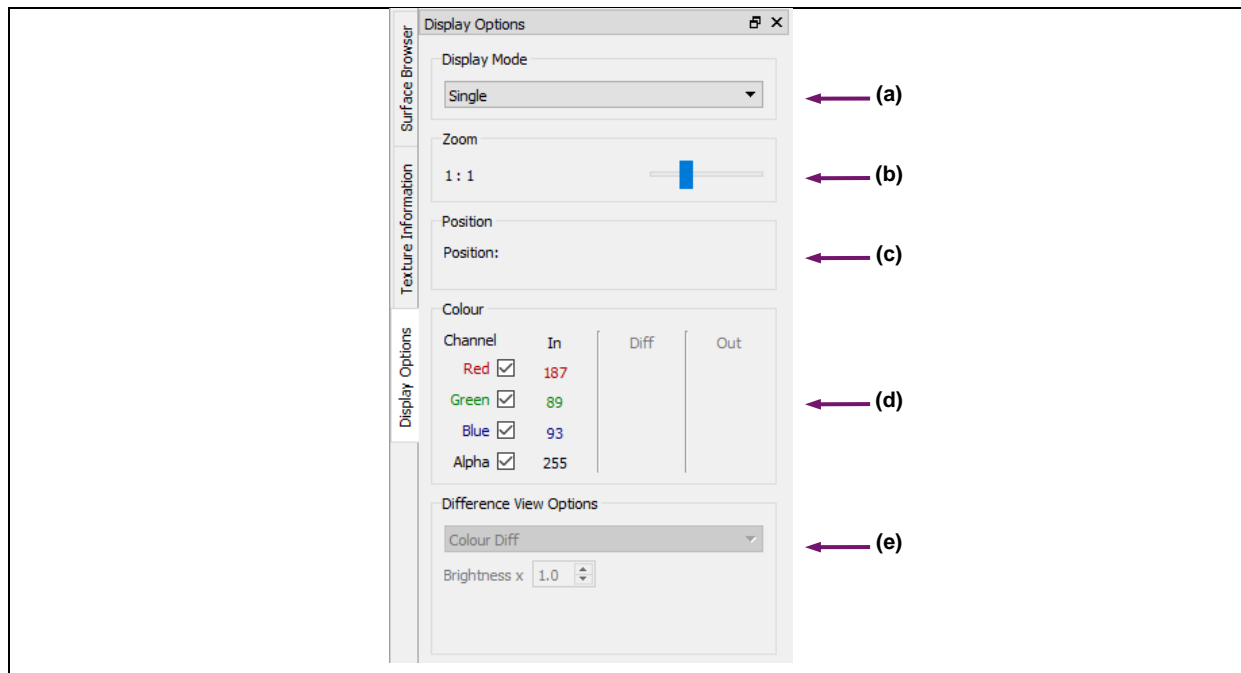 Display Options
Surface Browser
Texture Information
Display Options
Display Mode
Single
(a)
Zoom
1 : 1
(b)
Position
Position:
(c)
Colour
Channel In Diff Out
Red 187
Green 89
Blue 93
Alpha 255
(d)
Difference View Options
Colour Diff
(e)
Brightness x 1.0